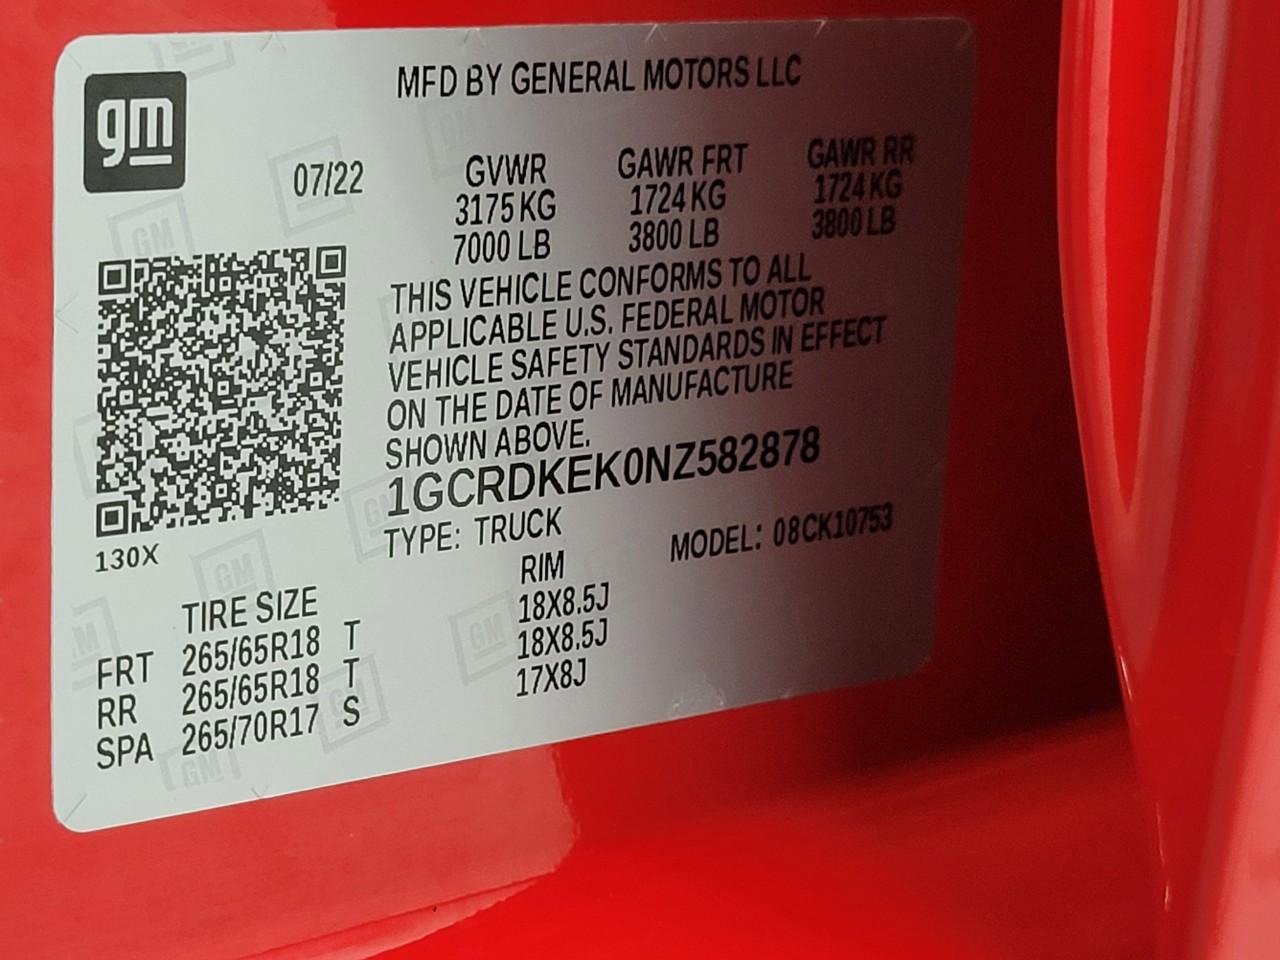 gm
MFD BY GENERAL MOTORS LLC
07/22 GVWR GAWR FRT GAWR RR
3175 KG 1724 KG 1724 KG
7000 LB 3800 LB 3800 LB
THIS VEHICLE CONFORMS TO ALL
APPLICABLE U.S. FEDERAL MOTOR
VEHICLE SAFETY STANDARDS IN EFFECT
ON THE DATE OF MANUFACTURE
SHOWN ABOVE.
1GCRDKEK0NZ582878
TYPE: TRUCK MODEL: 08CK10753
130X
TIRE SIZE RIM
FRT 265/65R18 T 18X8.5J
RR 265/65R18 T 18X8.5J
SPA 265/70R17 S 17X8J